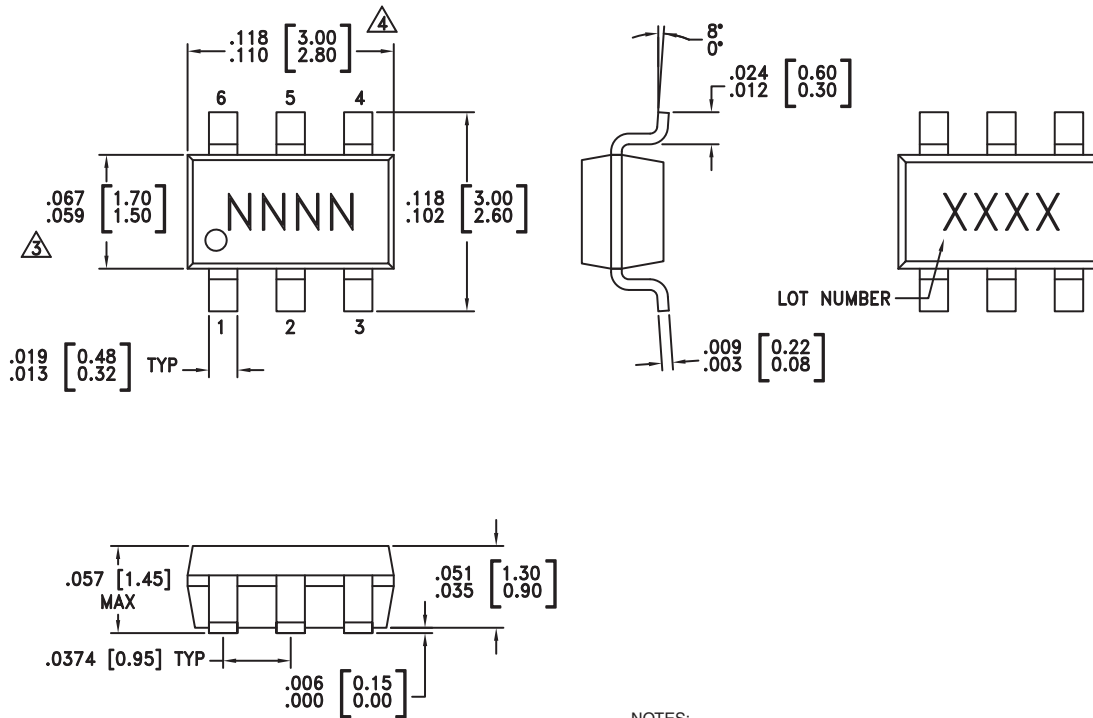 4
.118 [3.00]
.110 [2.80]
6 5 4
.067 [1.70]
.059 [1.50]
3
NNNN
.118 [3.00]
.102 [2.60]
1 2 3
.019 [0.48]
.013 [0.32]
TYP
8°
0°
.024 [0.60]
.012 [0.30]
.009 [0.22]
.003 [0.08]
XXXX
LOT NUMBER
.057 [1.45]
MAX
.051 [1.30]
.035 [0.90]
.0374 [0.95] TYP
.006 [0.15]
.000 [0.00]
NOTES: